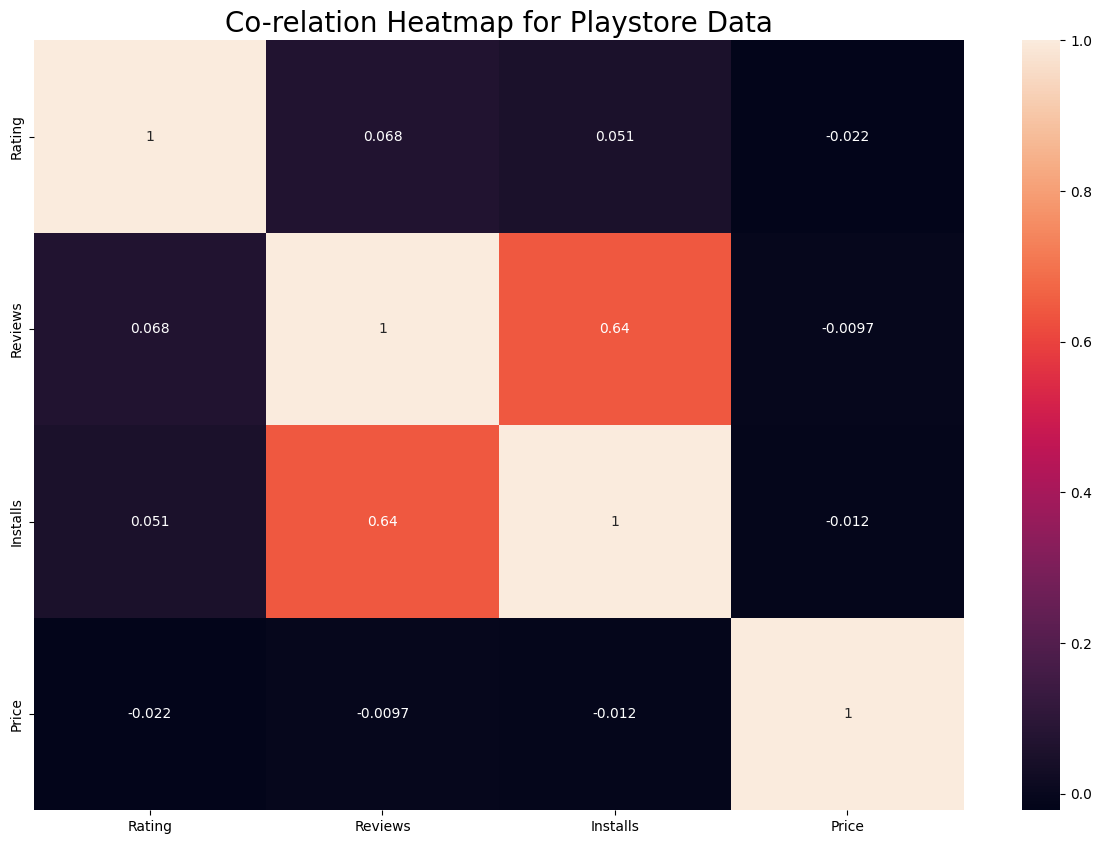 Co-relation Heatmap for Playstore Data
Rating
1
0.068
0.051
-0.022
Reviews
0.068
1
0.64
-0.0097
Installs
0.051
0.64
1
-0.012
Price
-0.022
-0.0097
-0.012
1
Rating
Reviews
Installs
Price
1.0
0.8
0.6
0.4
0.2
0.0